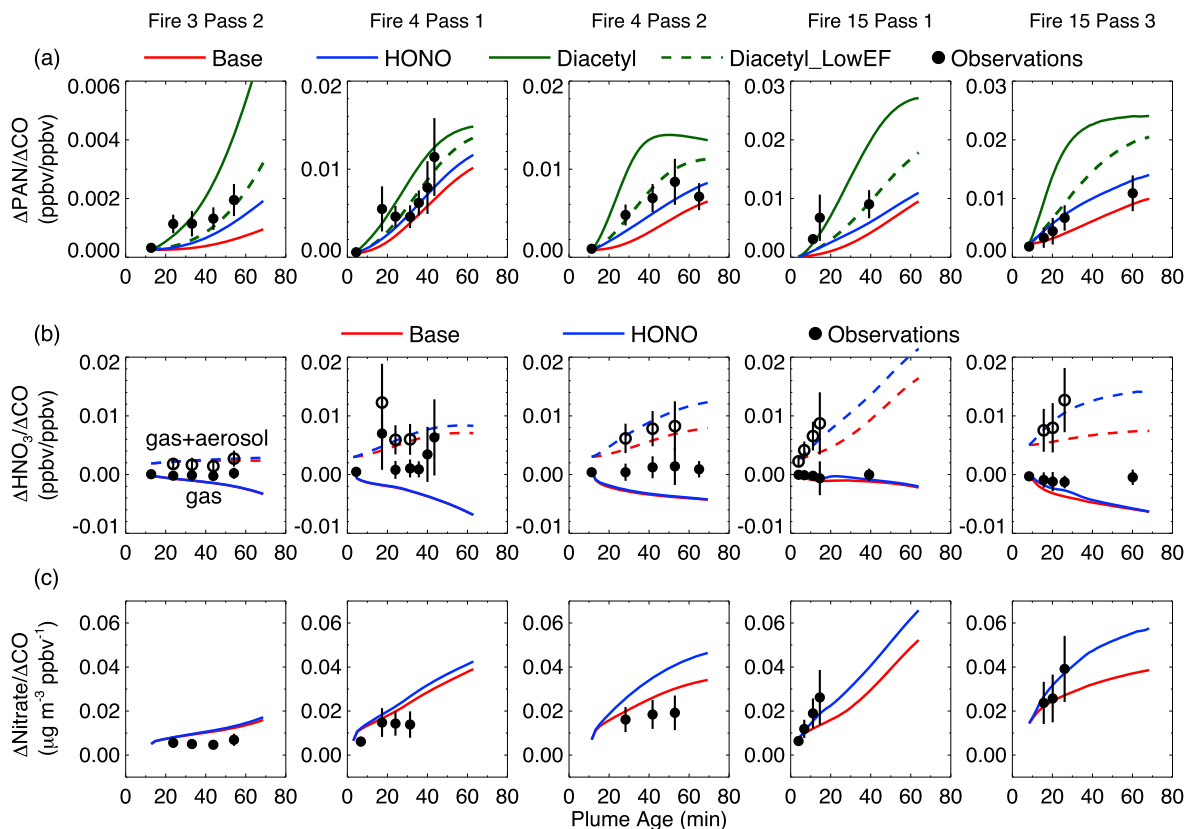 Fire 3 Pass 2 Fire 4 Pass 1 Fire 4 Pass 2 Fire 15 Pass 1 Fire 15 Pass 3
(a) Base HONO Diacetyl Diacetyl_LowEF Observations
ΔPAN/ΔCO
(ppbv/ppbv)
0.006 0.004 0.002 0.000
0.01 0.00
0.01 0.00
0.03 0.02 0.01 0.00
0.03 0.02 0.01 0.00
0 20 40 60 80 0 20 40 60 80 0 20 40 60 80 0 20 40 60 80 0 20 40 60 80
(b) Base HONO Observations
ΔHNO₃/ΔCO
(ppbv/ppbv)
0.02 0.01 0.00 -0.01
0.02 0.01 0.00 -0.01
0.02 0.01 0.00 -0.01
0.02 0.01 0.00 -0.01
0.02 0.01 0.00 -0.01
gas+aerosol
gas
0 20 40 60 80 0 20 40 60 80 0 20 40 60 80 0 20 40 60 80 0 20 40 60 80
(c)
ΔNitrate/ΔCO
(μg m⁻³ ppbv⁻¹)
0.06 0.04 0.02 0.00
0.06 0.04 0.02 0.00
0.06 0.04 0.02 0.00
0.06 0.04 0.02 0.00
0.06 0.04 0.02 0.00
0 20 40 60 80 0 20 40 60 80 0 20 40 60 80 0 20 40 60 80 0 20 40 60 80
Plume Age (min)